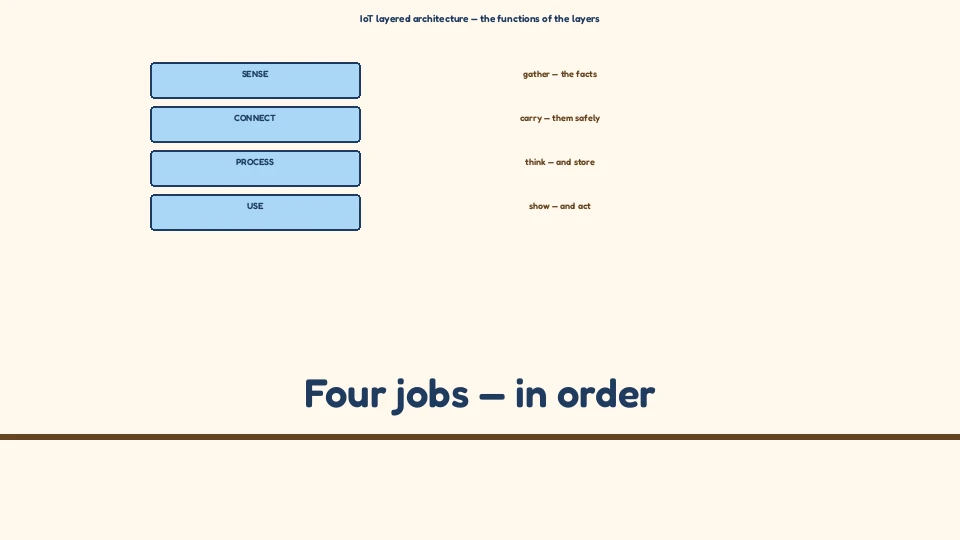 IoT layered architecture — the functions of the layers
SENSE
gather — the facts
CONNECT
carry — them safely
PROCESS
think — and store
USE
show — and act
Four jobs — in order